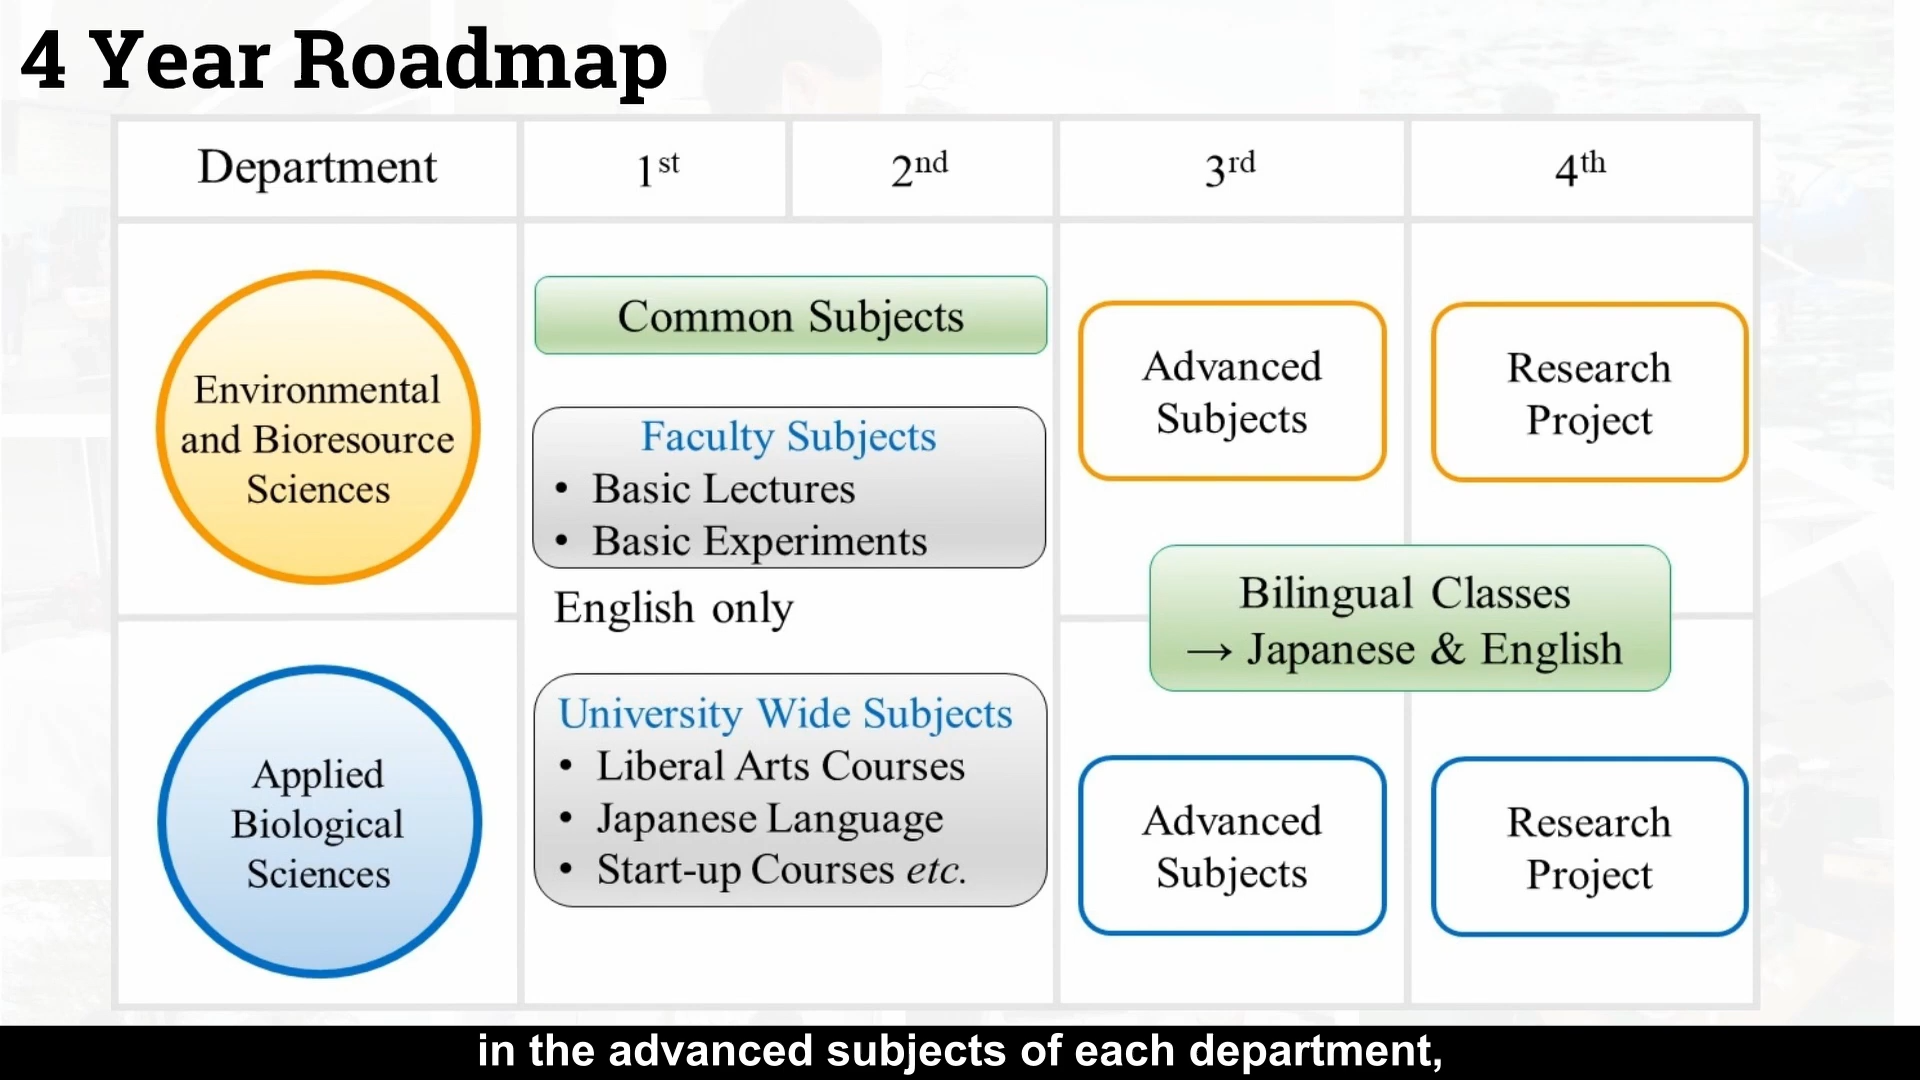 4 Year Roadmap
Department
1st
2nd
3rd
4th
Environmental
and Bioresource
Sciences
Common Subjects
Faculty Subjects
• Basic Lectures
• Basic Experiments
English only
Advanced
Subjects
Research
Project
Bilingual Classes
→ Japanese & English
Applied
Biological
Sciences
University Wide Subjects
• Liberal Arts Courses
• Japanese Language
• Start-up Courses etc.
Advanced
Subjects
Research
Project
in the advanced subjects of each department,